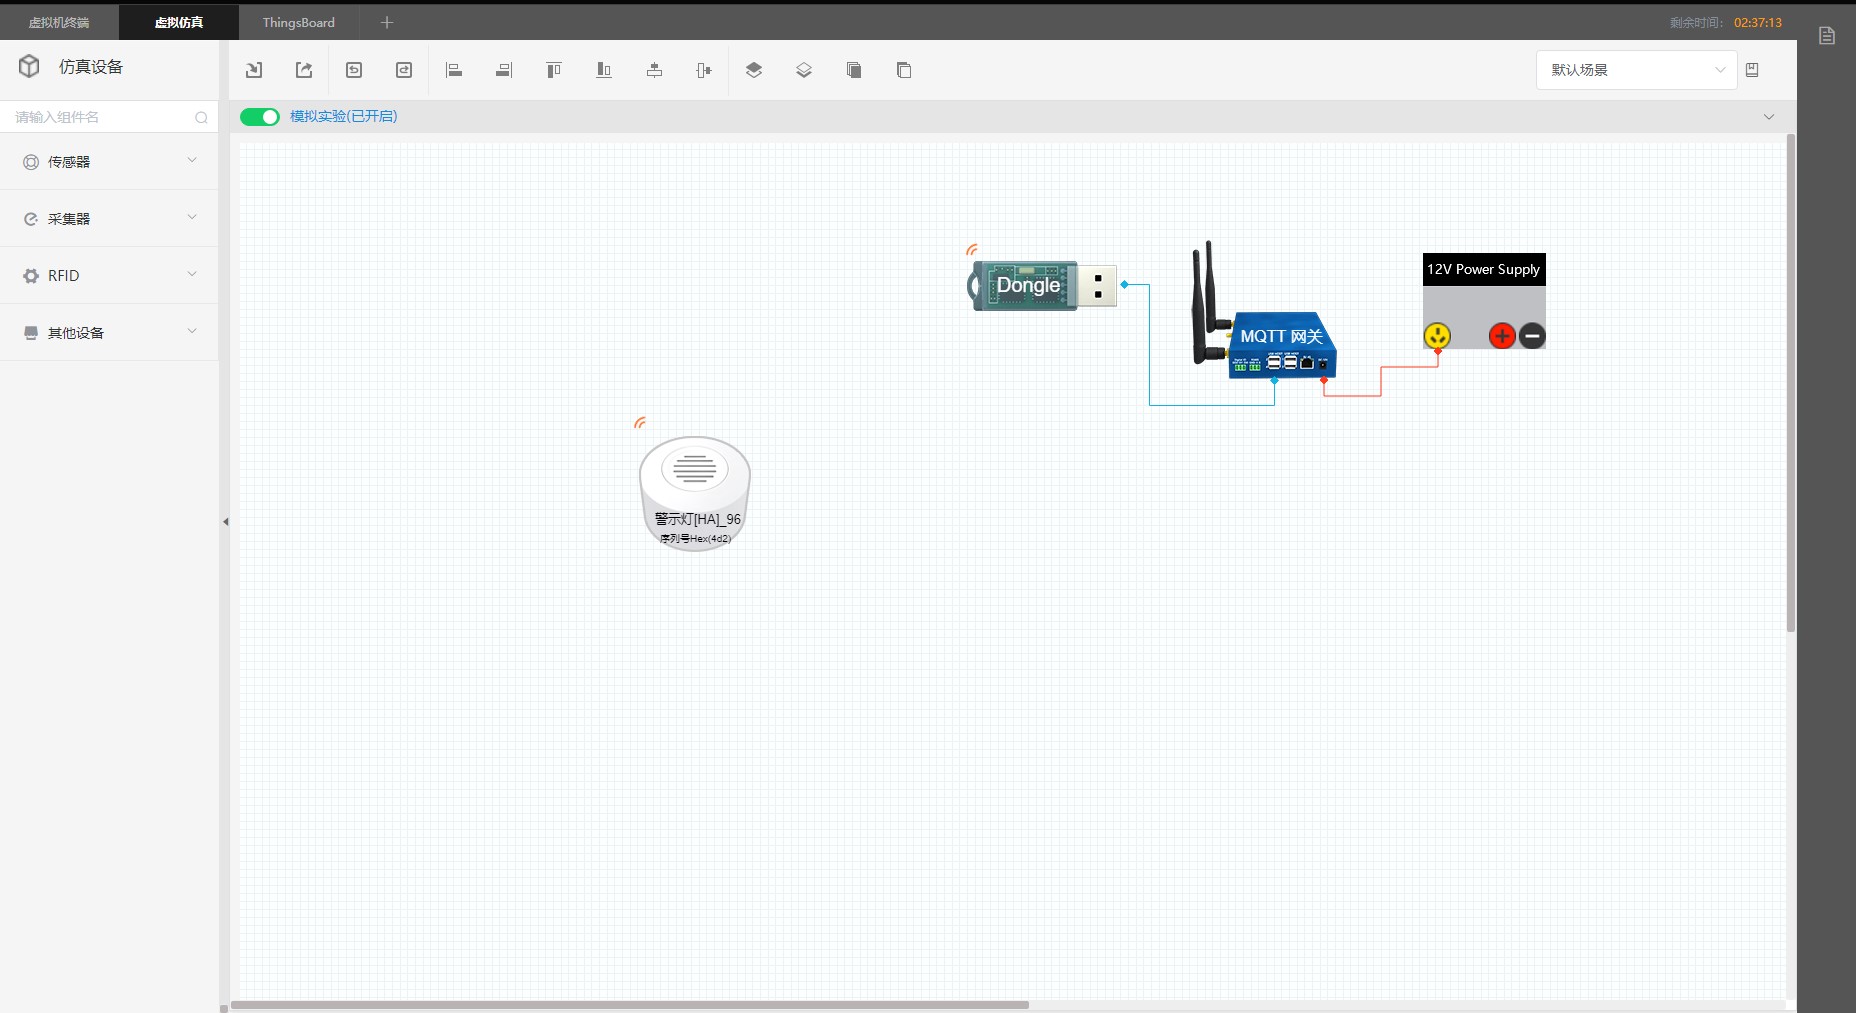 虚拟机终端
虚拟仿真
ThingsBoard
剩余时间:
02:37:13
仿真设备
默认场景
请输入组件名
模拟实验(已开启)
传感器
采集器
RFID
其他设备
Dongle
12V Power Supply
MQTT 网关
警示灯[HA]_96
序列号Hex(4d2)